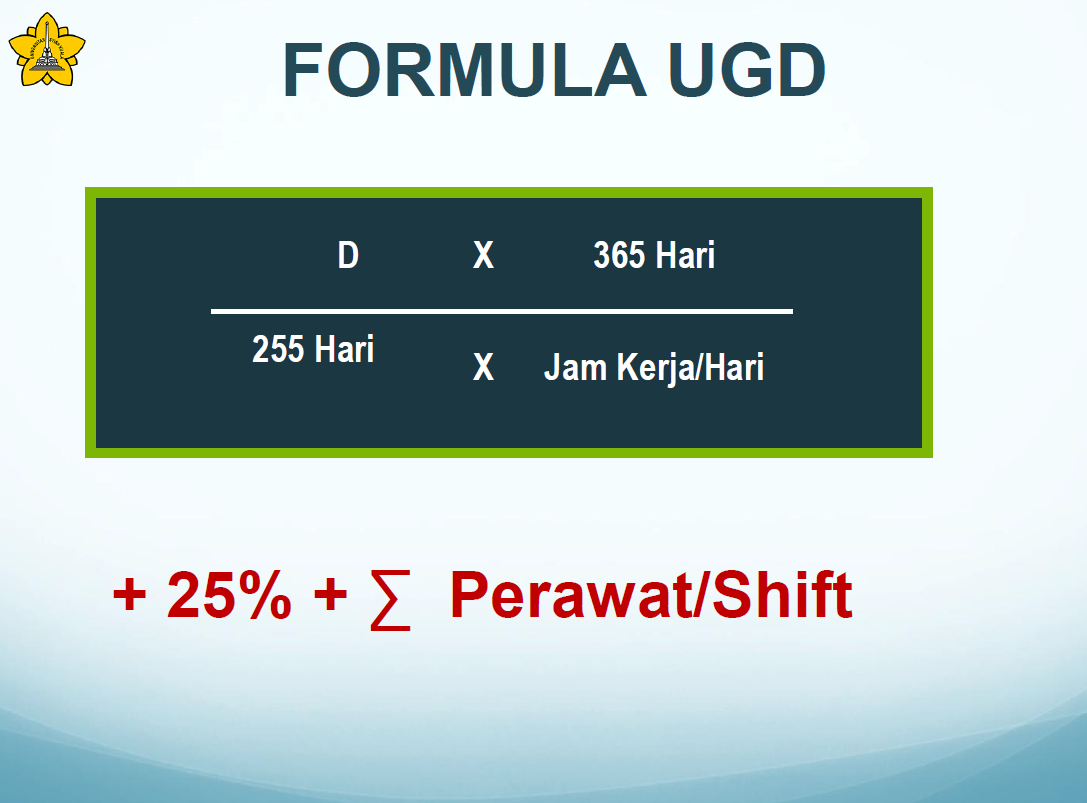 FORMULA UGD
D X 365 Hari
255 Hari X Jam Kerja/Hari
+ 25% + ∑ Perawat/Shift